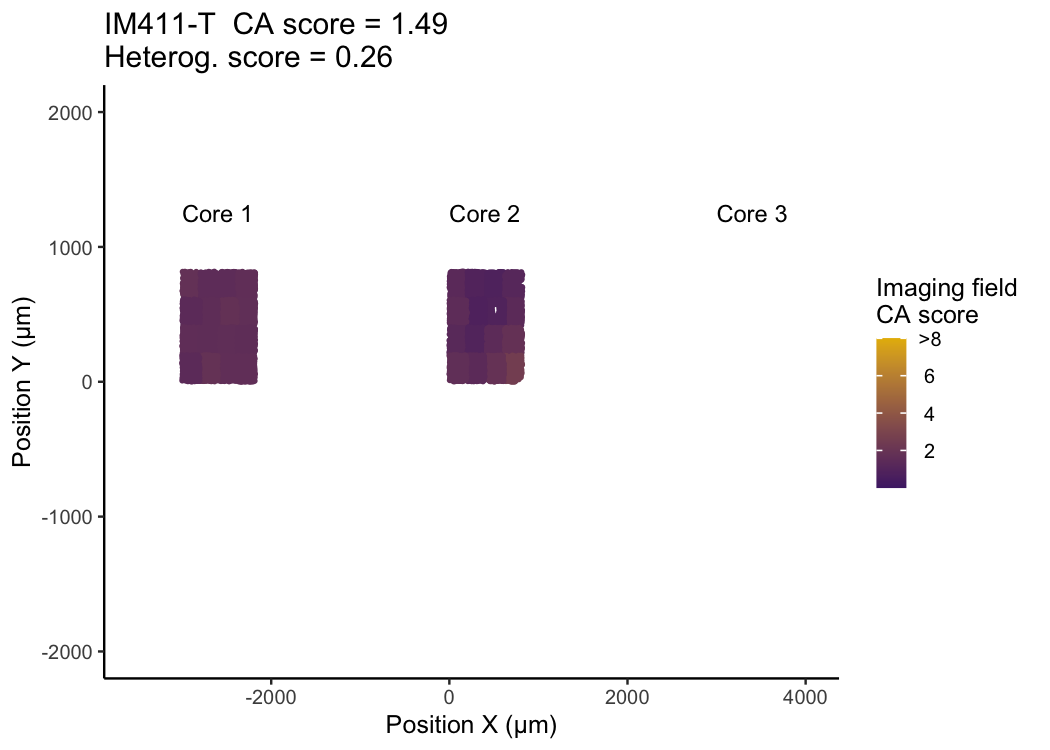 IM411-T  CA score = 1.49
Heterog. score = 0.26
2000
1000
0
-1000
-2000
Position Y (µm)
Core 1
Core 2
Core 3
-2000
0
2000
4000
Position X (µm)
Imaging field
CA score
>8
6
4
2